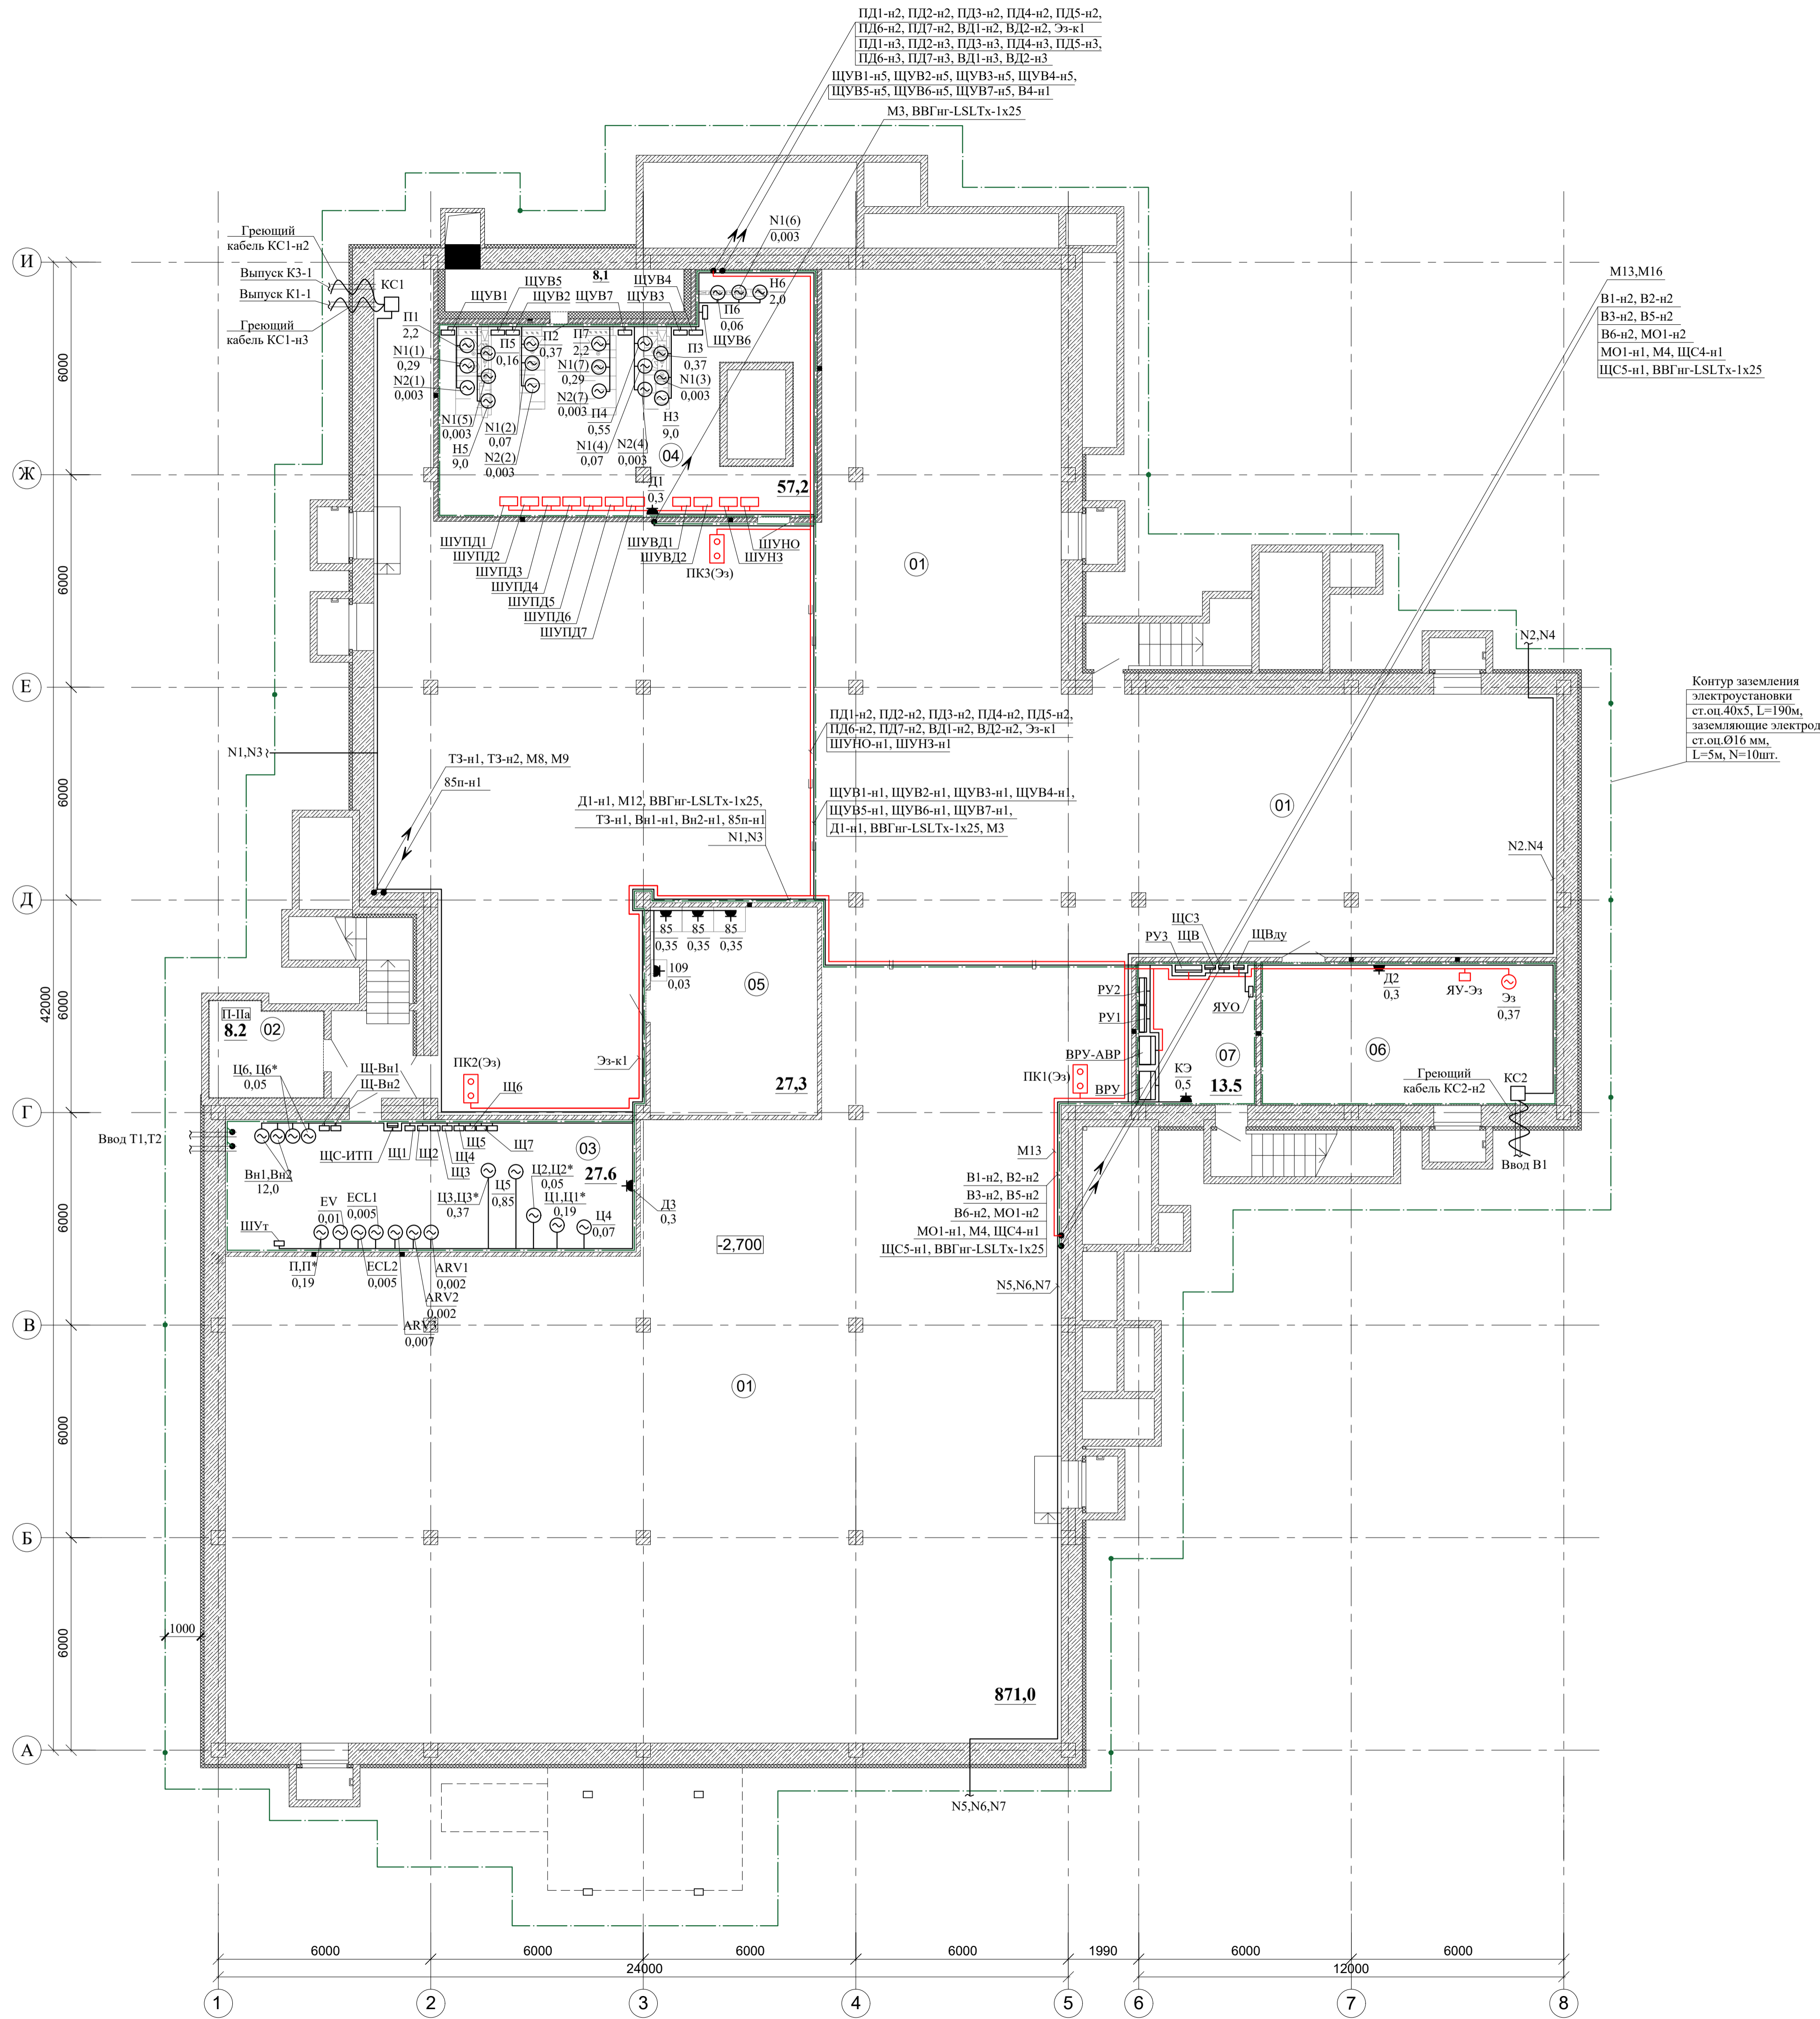 ПД1-н2, ПД2-н2, ПД3-н2, ПД4-н2, ПД5-н2,
ПД6-н2, ПД7-н2, ВД1-н2, ВД2-н2, Эз-к1
ПД1-н3, ПД2-н3, ПД3-н3, ПД4-н3, ПД5-н3,
ПД6-н3, ПД7-н3, ВД1-н3, ВД2-н3
ЩУВ1-н5, ЩУВ2-н5, ЩУВ3-н5, ЩУВ4-н5,
ЩУВ5-н5, ЩУВ6-н5, ЩУВ7-н5, В4-н1
М3, ВВГнг-LSLTx-1x25
N1(6)
0,003
Греющий
кабель КС1-н2
Выпуск К3-1
Выпуск К1-1
Греющий
кабель КС1-н3
КС1
И
8,1
ЩУВ1
ЩУВ5
ЩУВ2
ЩУВ7
ЩУВ4
ЩУВ3
Н6
2,0
П6
0,06
ЩУВ6
П1
2,2
N1(1)
0,29
N2(1)
0,003
П5
0,16
П2
0,37
П7
2,2
N1(7)
0,29
N2(7)
0,003
П3
0,37
N1(3)
0,003
N1(5)
0,003
Н5
9,0
N1(2)
0,07
N2(2)
0,003
П4
0,55
N1(4)
0,07
N2(4)
0,003
Н3
9,0
04
М13,М16
В1-н2, В2-н2
В3-н2, В5-н2
В6-н2, МО1-н2
МО1-н1, М4, ЩС4-н1
ЩС5-н1, ВВГнг-LSLTx-1x25
6000
Ж
57,2
Д1
0,3
ШУПД1
ШУПД2
ШУПД3
ШУПД4
ШУПД5
ШУПД6
ШУПД7
ШУВД1
ШУВД2
ШУНО
ШУНЗ
ПК3(Эз)
01
6000
Е
N2,N4
Контур заземления
электроустановки
ст.оц.40х5, L=190м,
заземляющие электрод
ст.оц.Ø16 мм,
L=5м, N=10шт.
ПД1-н2, ПД2-н2, ПД3-н2, ПД4-н2, ПД5-н2,
ПД6-н2, ПД7-н2, ВД1-н2, ВД2-н2, Эз-к1
ШУНО-н1, ШУНЗ-н1
N1,N3
ТЗ-н1, ТЗ-н2, М8, М9
85п-н1
6000
ЩУВ1-н1, ЩУВ2-н1, ЩУВ3-н1, ЩУВ4-н1,
ЩУВ5-н1, ЩУВ6-н1, ЩУВ7-н1,
Д1-н1, ВВГнг-LSLTx-1x25, М3
Д1-н1, М12, ВВГнг-LSLTx-1x25,
ТЗ-н1, Вн1-н1, Вн2-н1, 85п-н1
N1,N3
01
N2.N4
Д
85
0,35
85
0,35
85
0,35
109
0,03
05
ЩС3
ЩВ
РУ3
ЩВду
РУ2
РУ1
ЯУО
Д2
0,3
ЯУ-Эз
Эз
0,37
42000
6000
П-IIа
8.2
02
Ц6, Ц6*
0,05
Щ-Вн1
Щ-Вн2
ПК2(Эз)
Щ6
Эз-к1
27,3
ВРУ-АВР
ПК1(Эз)
ВРУ
КЭ
0,5
07
13.5
06
Греющий
кабель КС2-н2
КС2
Г
Ввод Т1,Т2
Вн1,Вн2
12,0
ЩС-ИТП
Щ1
Щ2
Щ3
Щ4
Щ5
Щ7
03
27.6
Ввод В1
Ц3,Ц3*
0,37
Ц5
0,85
Ц2,Ц2*
0,05
Ц1,Ц1*
0,19
Ц4
0,07
Д3
0,3
EV
0,01
ECL1
0,005
ШУт
П,П*
0,19
ECL2
0,005
ARV1
0,002
ARV2
0,002
ARV3
0,007
6000
-2,700
М13
В1-н2, В2-н2
В3-н2, В5-н2
В6-н2, МО1-н2
МО1-н1, М4, ЩС4-н1
ЩС5-н1, ВВГнг-LSLTx-1x25
N5,N6,N7
В
01
6000
Б
1000
6000
871,0
А
N5,N6,N7
6000
6000
6000
6000
1990
6000
6000
24000
12000
1
2
3
4
5
6
7
8